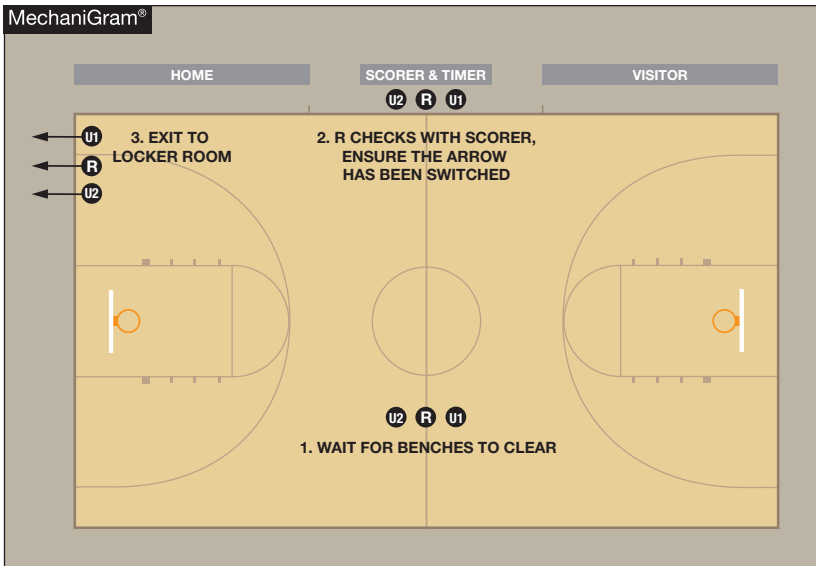 MechaniGram®
HOME
SCORER & TIMER
VISITOR
U2 R U1
U1
R
U2
3. EXIT TO
LOCKER ROOM
2. R CHECKS WITH SCORER,
ENSURE THE ARROW
HAS BEEN SWITCHED
U2 R U1
1. WAIT FOR BENCHES TO CLEAR